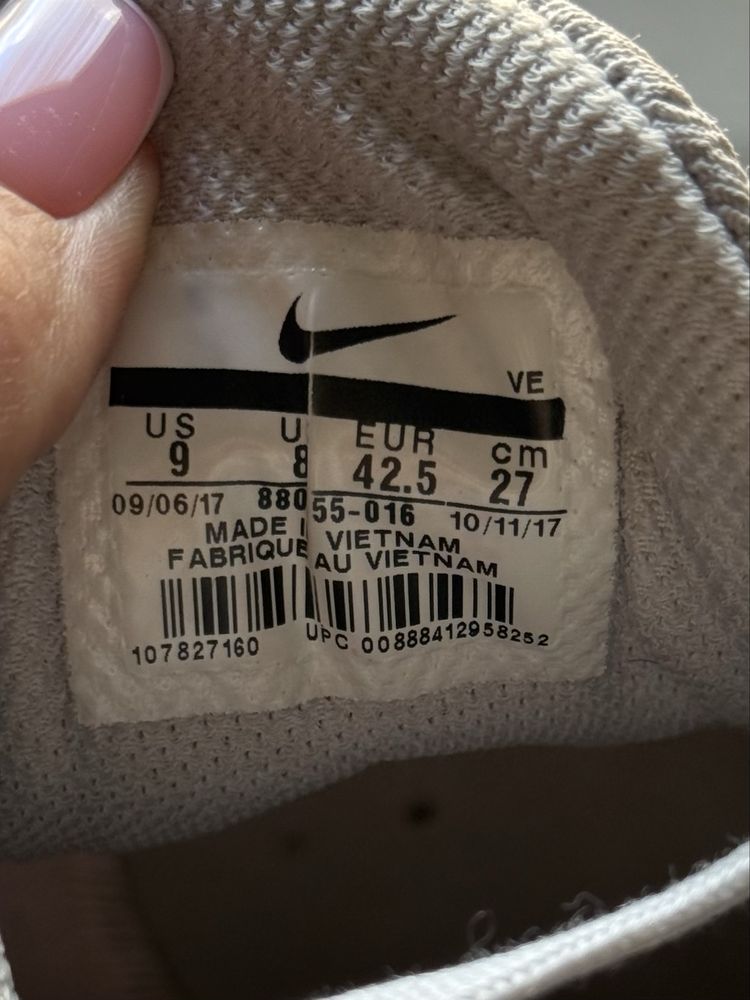 VE
US U EUR cm
9 8 42.5 27
09/06/17 880 55-016 10/11/17
MADE I VIETNAM
FABRIQUE AU VIETNAM
107827160 UPC 00888412958252